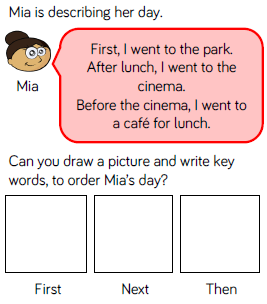 Mia is describing her day.
First, I went to the park.
After lunch, I went to the
cinema.
Before the cinema, I went to
a café for lunch.
Mia
Can you draw a picture and write key
words, to order Mia's day?
First Next Then